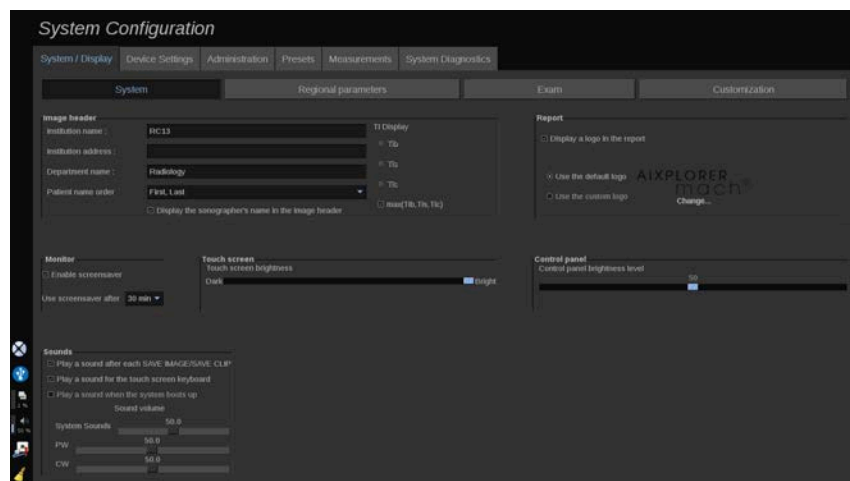 System Configuration
System / Display Device Settings Administration Presets Measurements System Diagnostics
System Regional parameters Exam Customization
Image header
Institution name : RC13
Institution address :
Department name : Radiology
Patient name order First, Last
Display the sonographer's name in the image header
TI Display
TIb
TIs
TIc
max(TIb, TIs, TIc)
Report
Display a logo in the report
Use the default logo
AIXPLORER
mach
Use the custom logo Change...
Monitor
Enable screensaver
Use screensaver after 30 min
Touch screen
Touch screen brightness
Dark Bright
Control panel
Control panel brightness level
50
Sounds
Play a sound after each SAVE IMAGE/SAVE CLIP
Play a sound for the touch screen keyboard
Play a sound when the system boots up
Sound volume
System Sounds 50.0
PW 50.0
CW 50.0